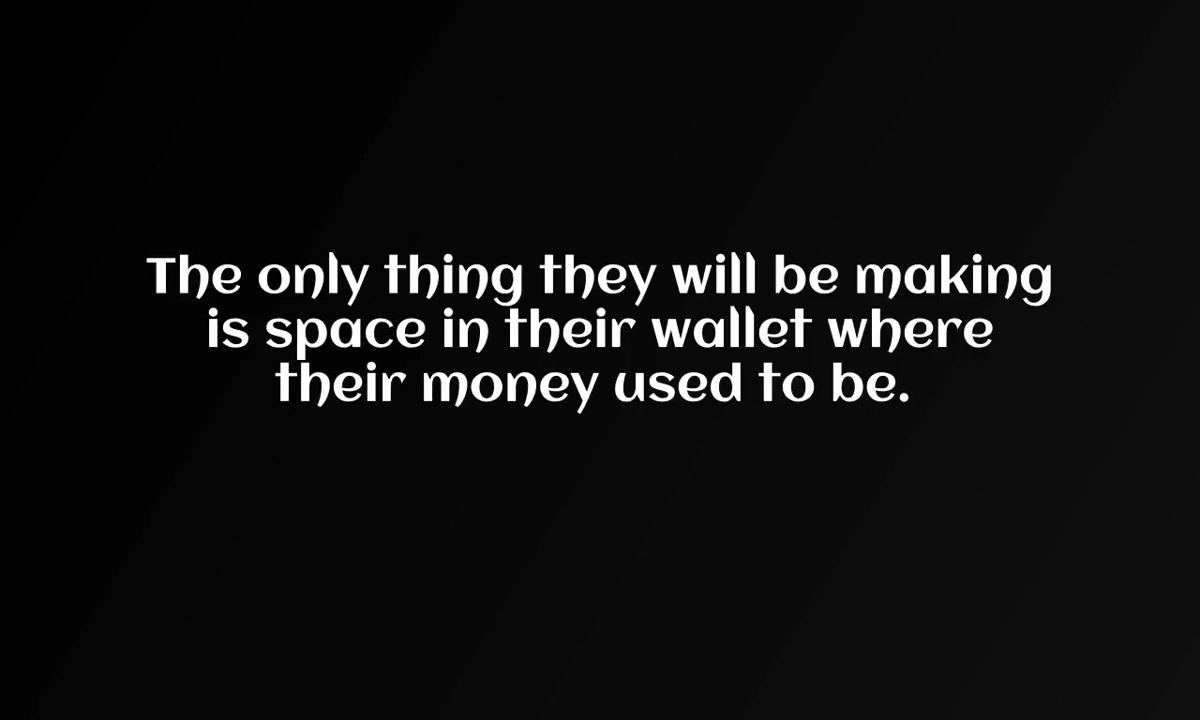 The only thing they will be making
is space in their wallet where
their money used to be.